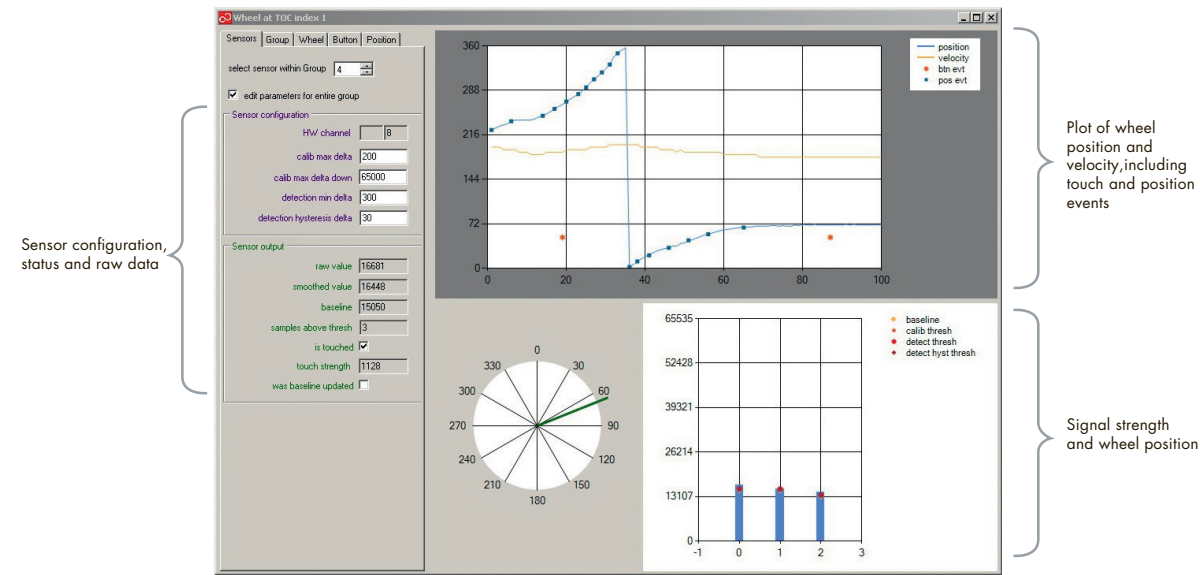 Wheel at TOC index 1
Sensors Group Wheel Button Position
select sensor within Group 4
edit parameters for entire group
Sensor configuration
HW channel 8
calib max delta 200
calib max delta down 65000
detection min delta 300
detection hysteresis delta 30
Sensor output
raw value 16681
smoothed value 16448
baseline 15050
samples above thresh 3
is touched
touch strength 1128
was baseline updated
Sensor configuration,
status and raw data
360
288
216
144
72
0
0 20 40 60 80 100
position
velocity
btn evt
pos evt
Plot of wheel
position and
velocity,including
touch and position
events
0
30
60
90
120
150
180
210
240
270
300
330
65535
52428
39321
26214
13107
0
-1 0 1 2 3
baseline
calib thresh
detect thresh
detect hyst thresh
Signal strength
and wheel position